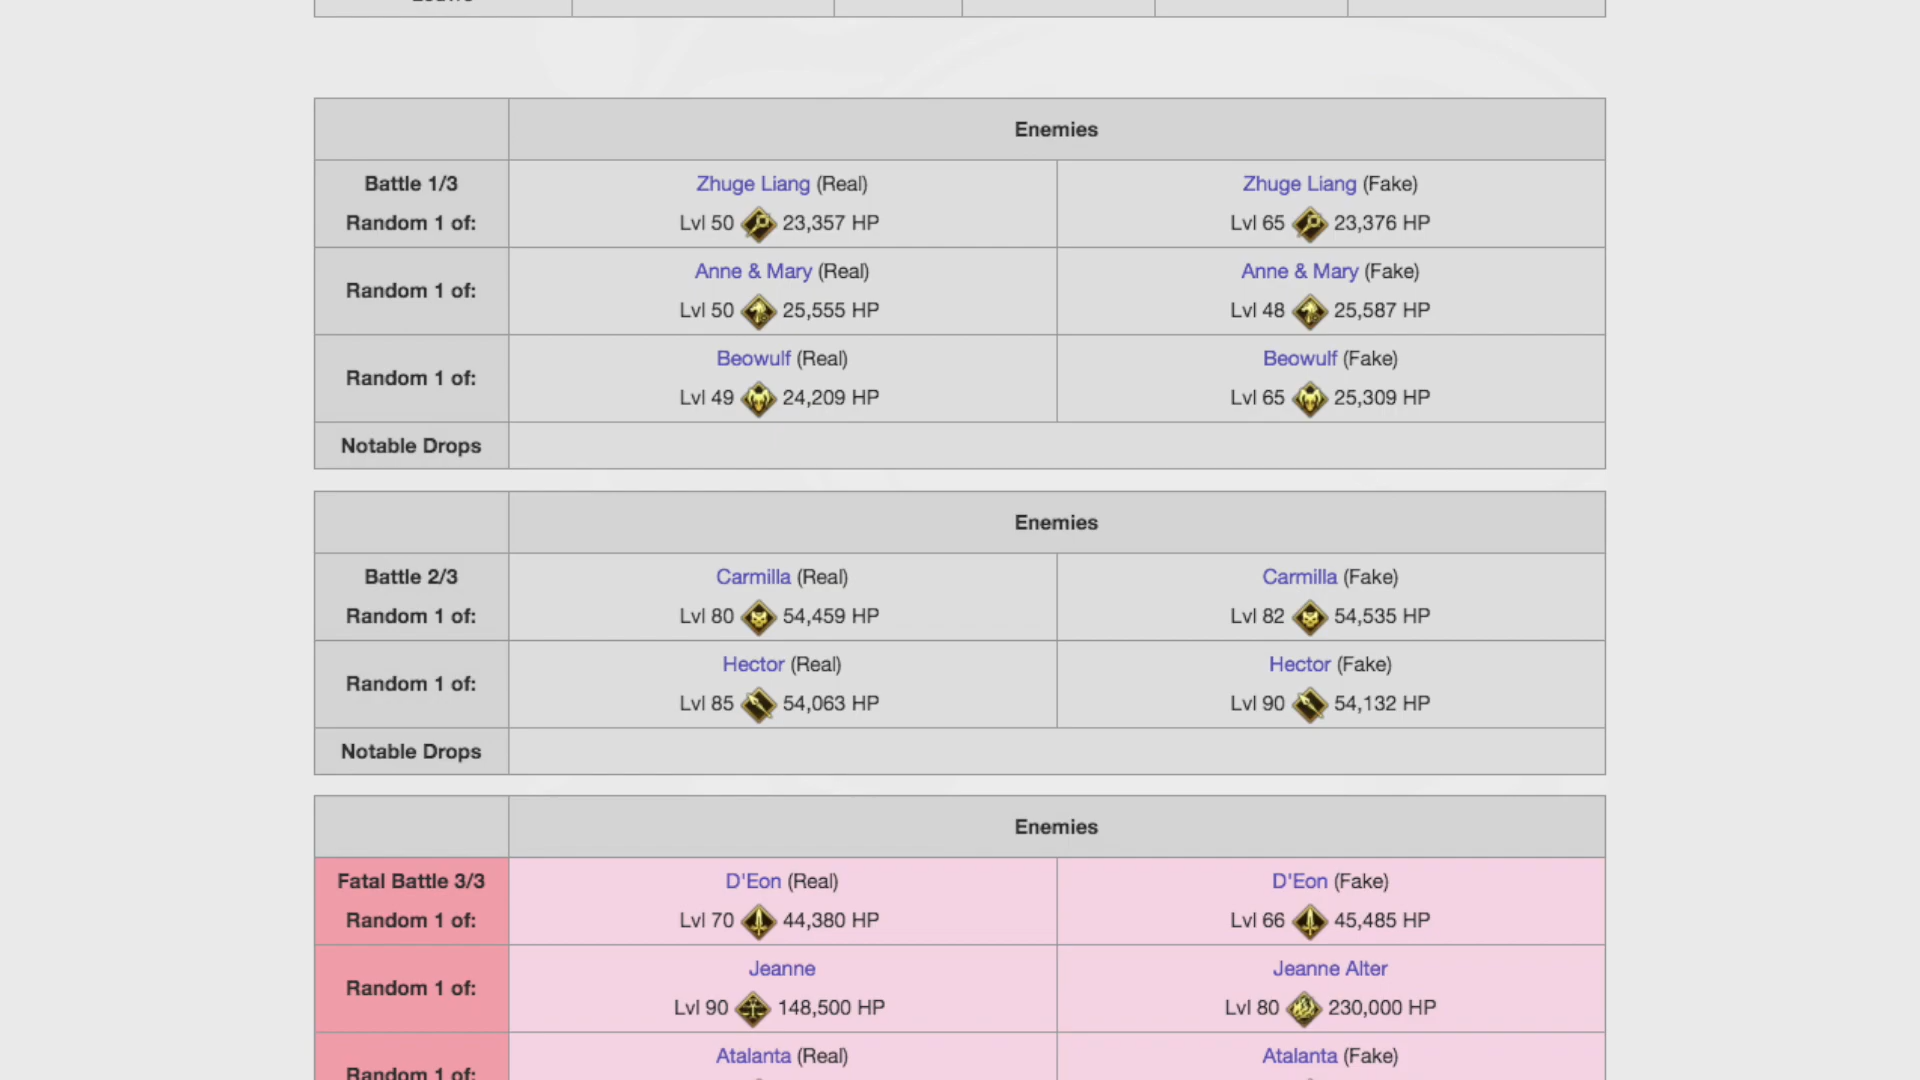 Enemies
Battle 1/3
Random 1 of:
Zhuge Liang (Real)
Lvl 50 23,357 HP
Zhuge Liang (Fake)
Lvl 65 23,376 HP
Random 1 of:
Anne & Mary (Real)
Lvl 50 25,555 HP
Anne & Mary (Fake)
Lvl 48 25,587 HP
Random 1 of:
Beowulf (Real)
Lvl 49 24,209 HP
Beowulf (Fake)
Lvl 65 25,309 HP
Notable Drops
Enemies
Battle 2/3
Random 1 of:
Carmilla (Real)
Lvl 80 54,459 HP
Carmilla (Fake)
Lvl 82 54,535 HP
Random 1 of:
Hector (Real)
Lvl 85 54,063 HP
Hector (Fake)
Lvl 90 54,132 HP
Notable Drops
Enemies
Fatal Battle 3/3
Random 1 of:
D'Eon (Real)
Lvl 70 44,380 HP
D'Eon (Fake)
Lvl 66 45,485 HP
Random 1 of:
Jeanne
Lvl 90 148,500 HP
Jeanne Alter
Lvl 80 230,000 HP
Random 1 of:
Atalanta (Real)
Atalanta (Fake)